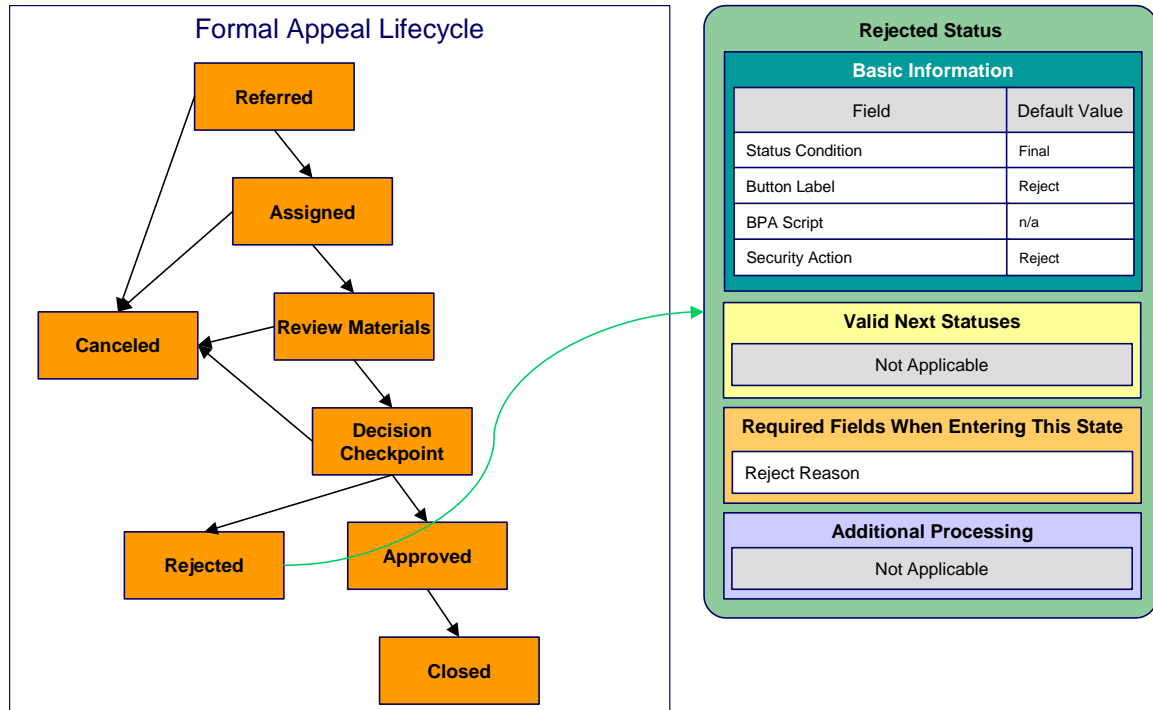 Formal Appeal Lifecycle
Referred
Assigned
Review Materials
Canceled
Decision
Checkpoint
Rejected
Approved
Closed
Rejected Status
Basic Information
Field Default Value
Status Condition Final
Button Label Reject
BPA Script n/a
Security Action Reject
Valid Next Statuses
Not Applicable
Required Fields When Entering This State
Reject Reason
Additional Processing
Not Applicable